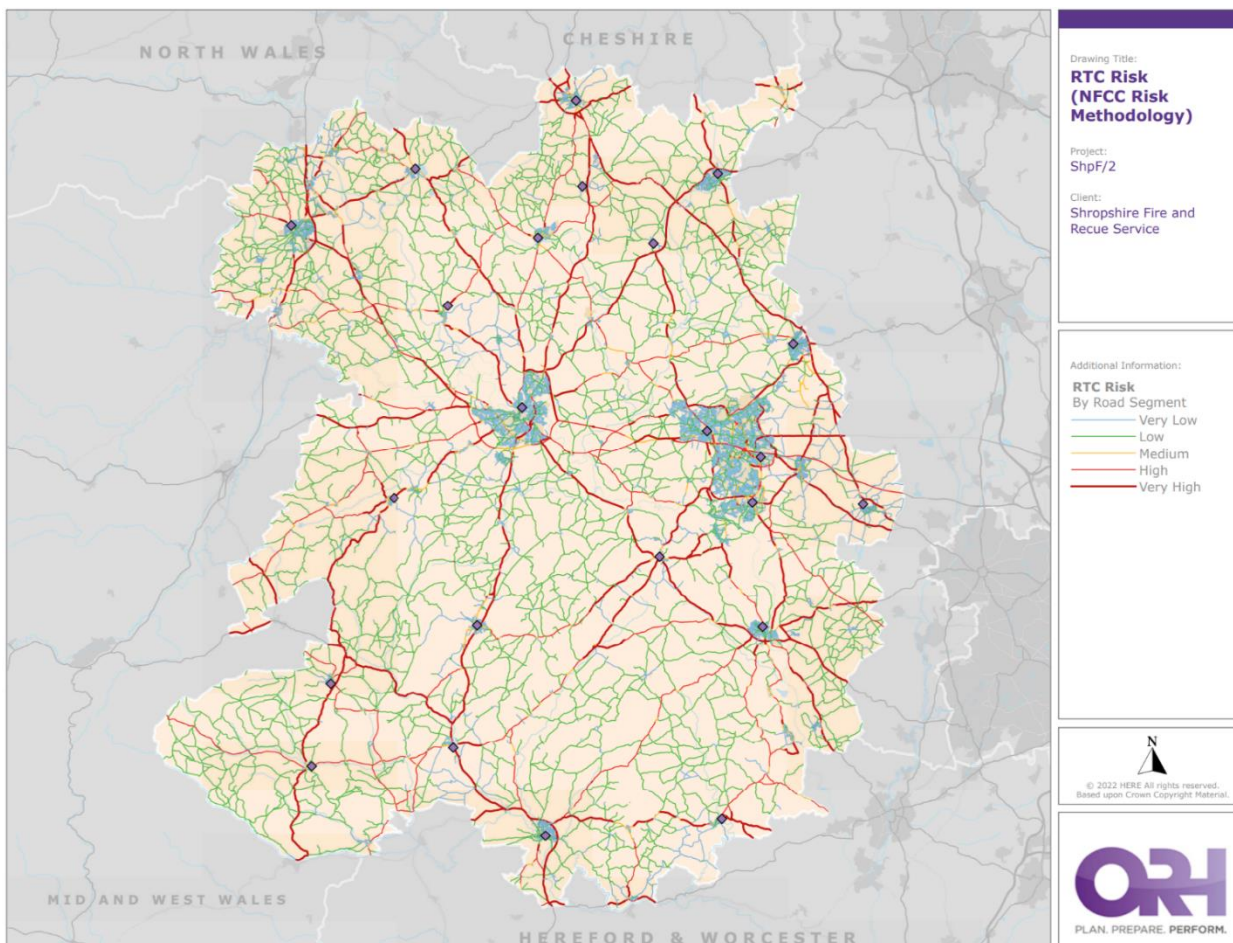 NORTH WALES
CHESHIRE
MID AND WEST WALES
HEREFORD & WORCESTER
Drawing Title:
RTC Risk
(NFCC Risk
Methodology)
Project:
ShpF/2
Client:
Shropshire Fire and
Recue Service
Additional Information:
RTC Risk
By Road Segment
Very Low
Low
Medium
High
Very High
N
© 2022 HERE All rights reserved.
Based upon Crown Copyright Material.
ORH
PLAN. PREPARE. PERFORM.